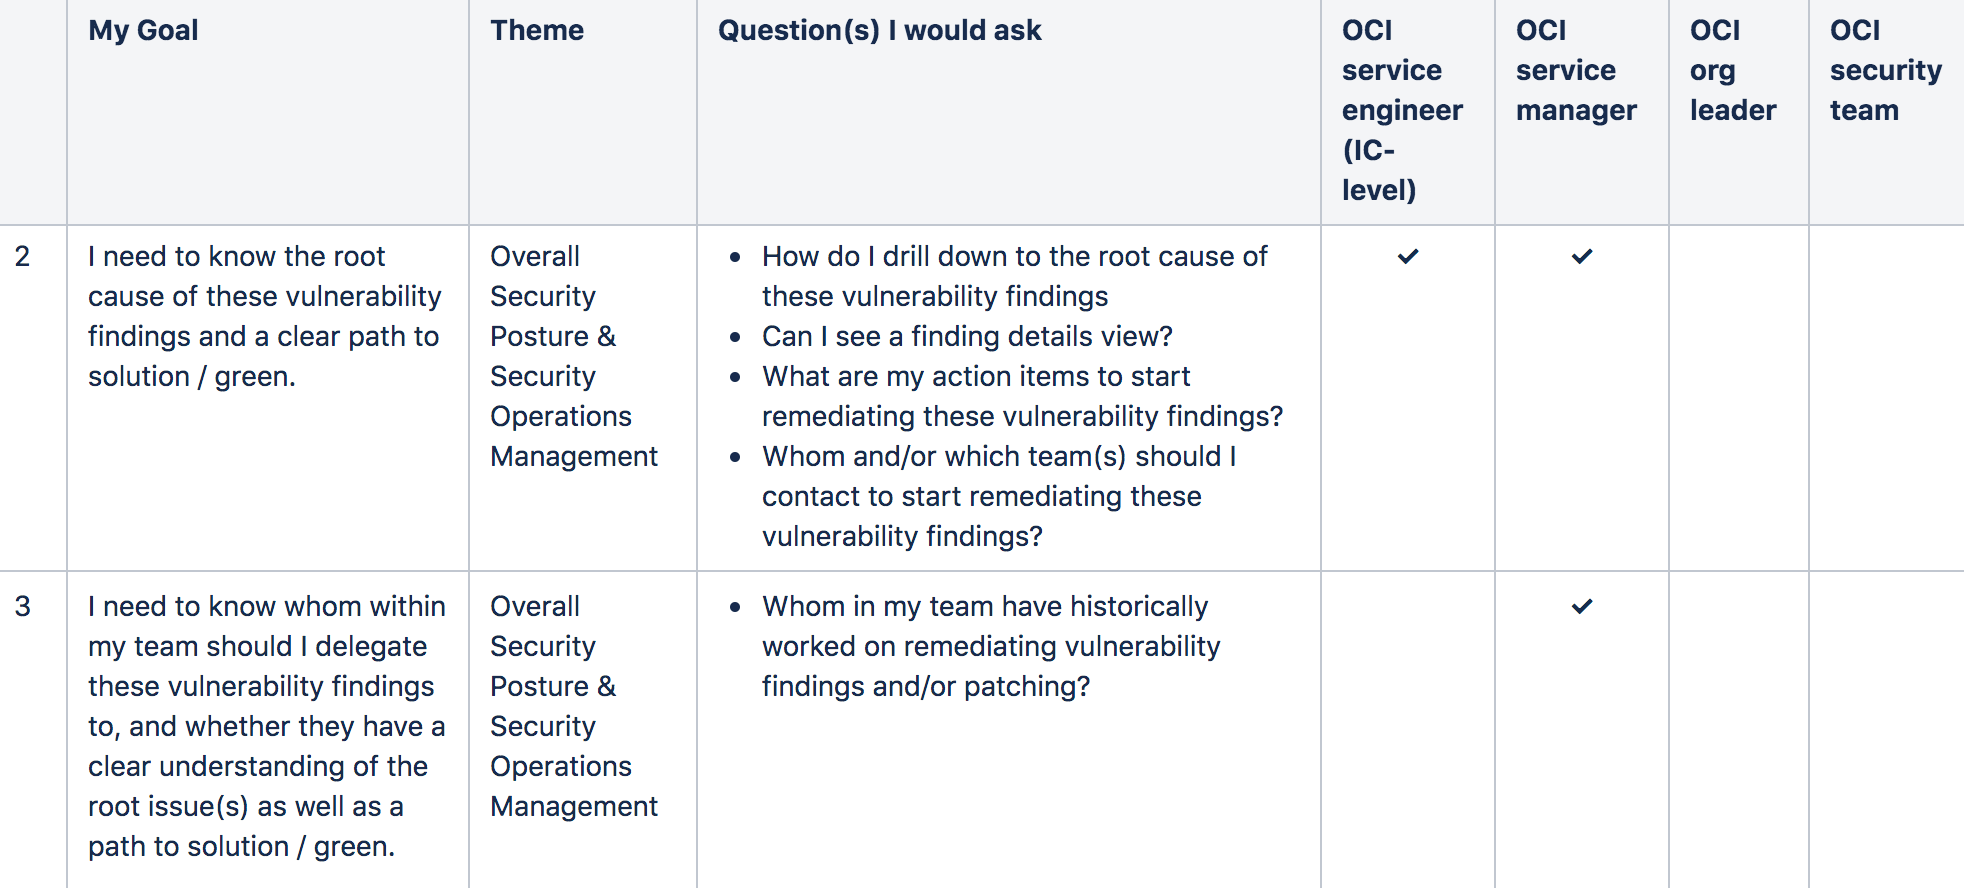 My Goal
Theme
Question(s) I would ask
OCI
service
engineer
(IC-
level)
OCI
service
manager
OCI
org
leader
OCI
security
team
2
I need to know the root
cause of these vulnerability
findings and a clear path to
solution / green.
Overall
Security
Posture &
Security
Operations
Management
• How do I drill down to the root cause of
these vulnerability findings
• Can I see a finding details view?
• What are my action items to start
remediating these vulnerability findings?
• Whom and/or which team(s) should I
contact to start remediating these
vulnerability findings?
✓
✓
3
I need to know whom within
my team should I delegate
these vulnerability findings
to, and whether they have a
clear understanding of the
root issue(s) as well as a
path to solution / green.
Overall
Security
Posture &
Security
Operations
Management
• Whom in my team have historically
worked on remediating vulnerability
findings and/or patching?
✓